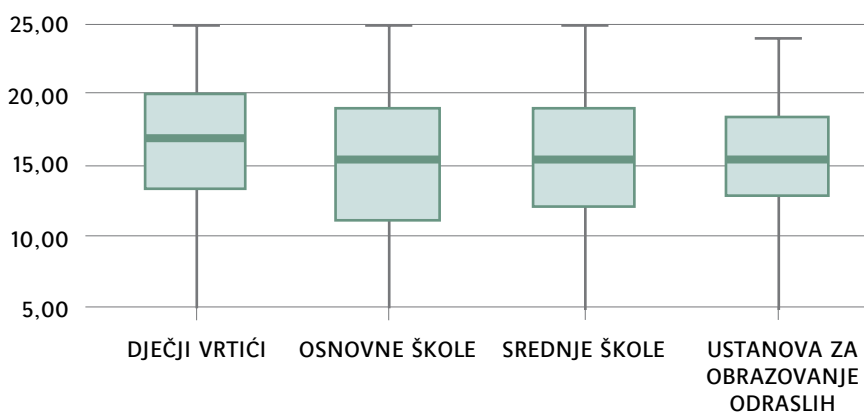 25,00
20,00
15,00
10,00
5,00
DJEČJI VRTIĆI
OSNOVNE ŠKOLE
SREDNJE ŠKOLE
USTANOVA ZA
OBRAZOVANJE
ODRASLIH